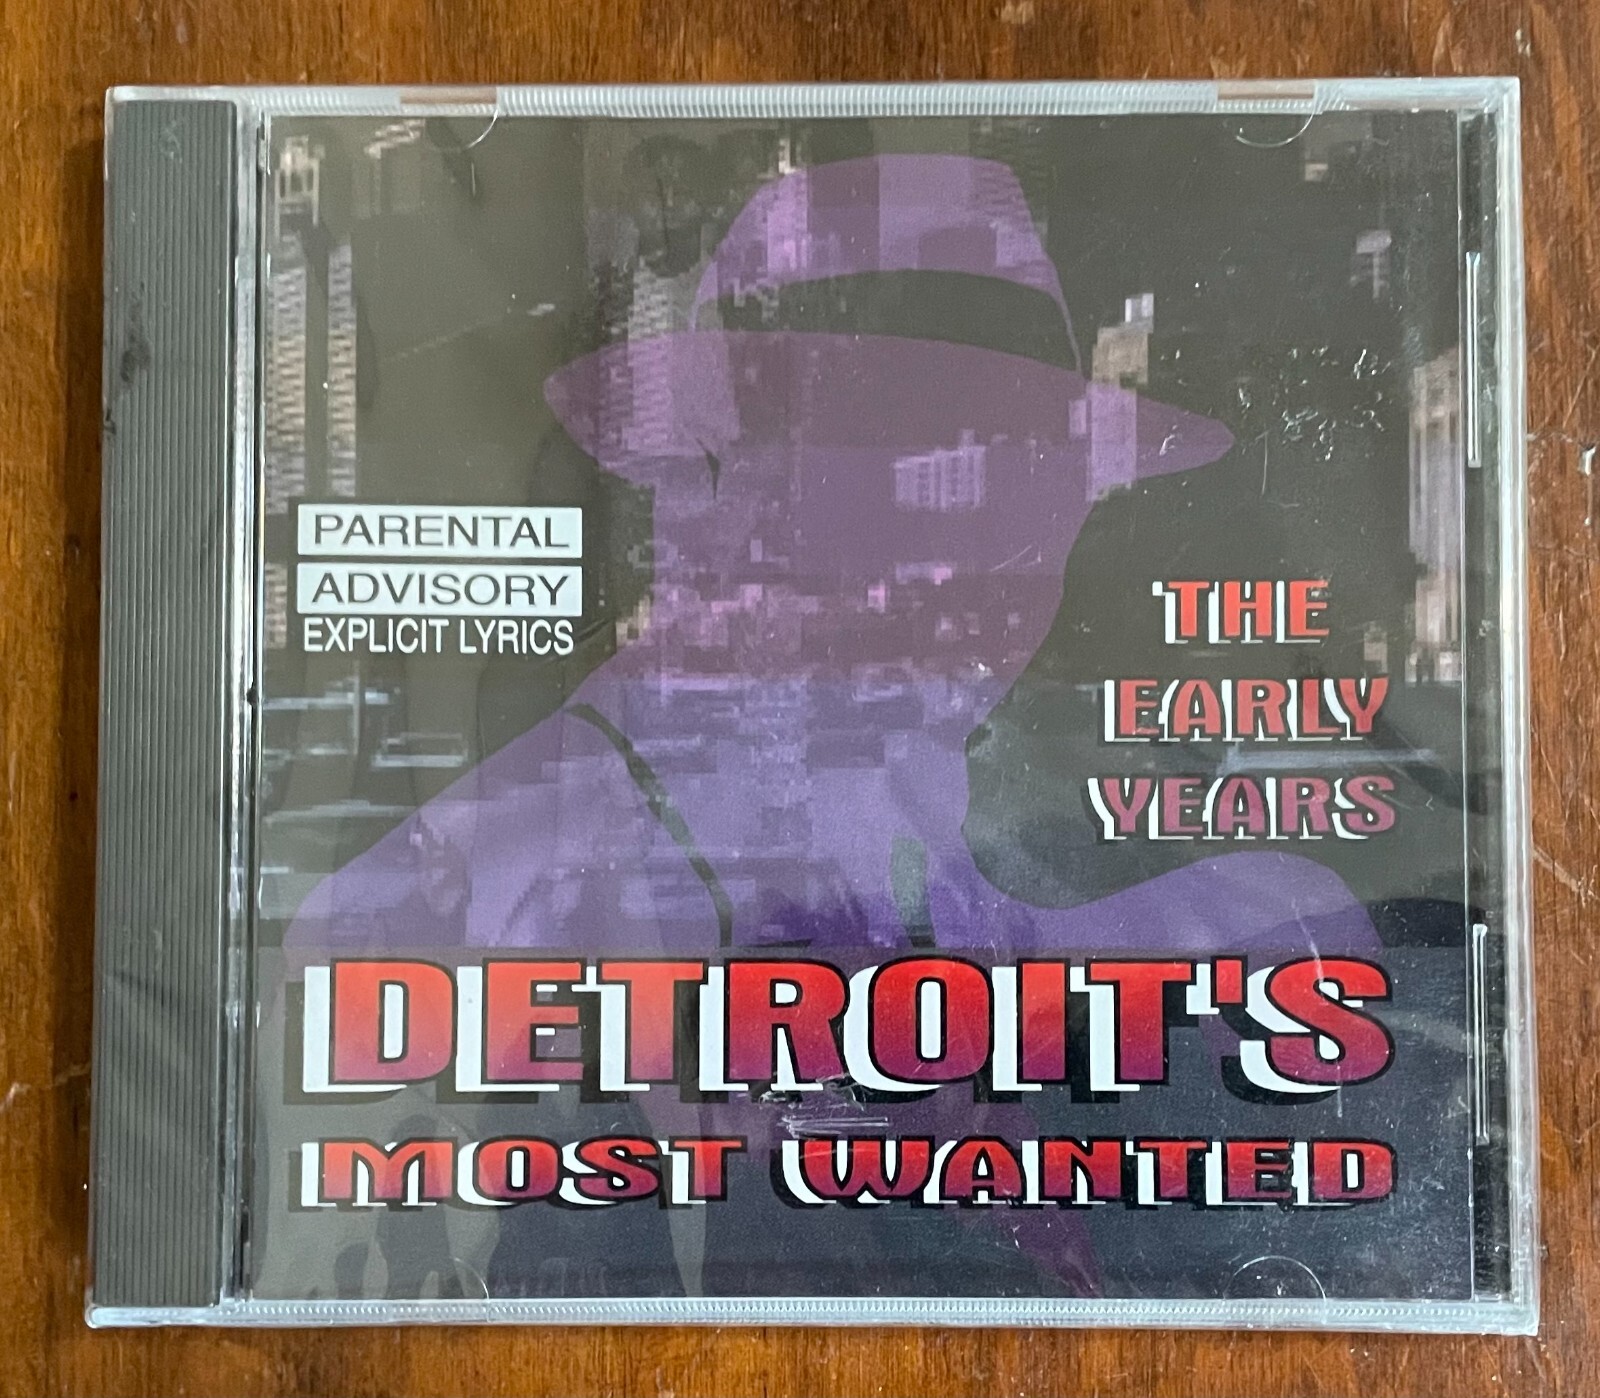 PARENTAL
ADVISORY
EXPLICIT LYRICS
THE
EARLY
YEARS
DETROIT'S
MOST WANTED